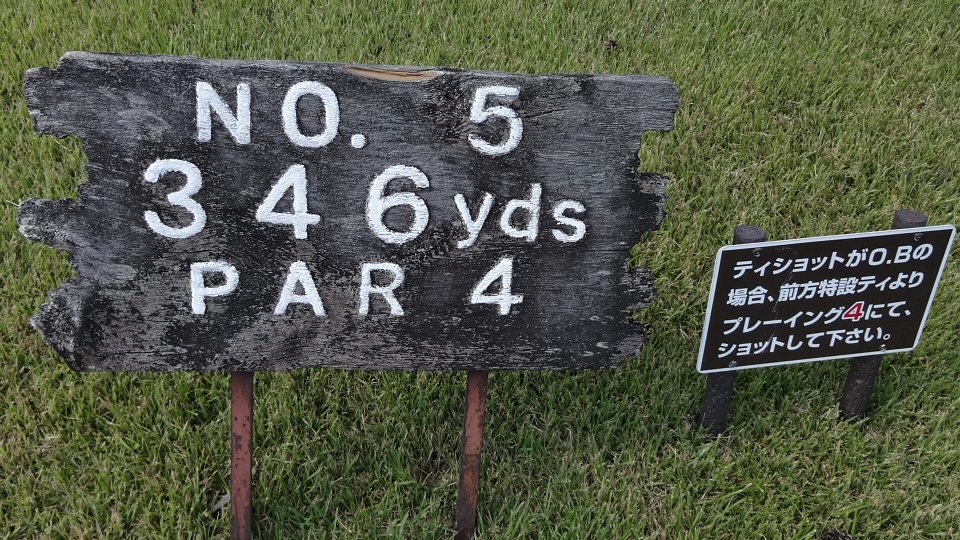 NO. 5
346yds
PAR 4
ティショットがO.Bの
場合、前方特設ティより
プレーイング4にて、
ショットして下さい。